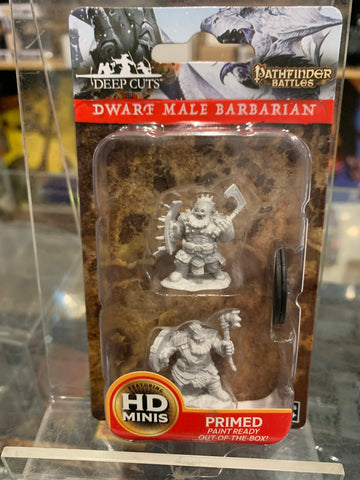 DEEP CUTS
PATHFINDER
BATTLES
DWARF MALE BARBARIAN
FEATURING
HD
MINIS
PRIMED
PAINT READY
OUT-OF-THE-BOX!